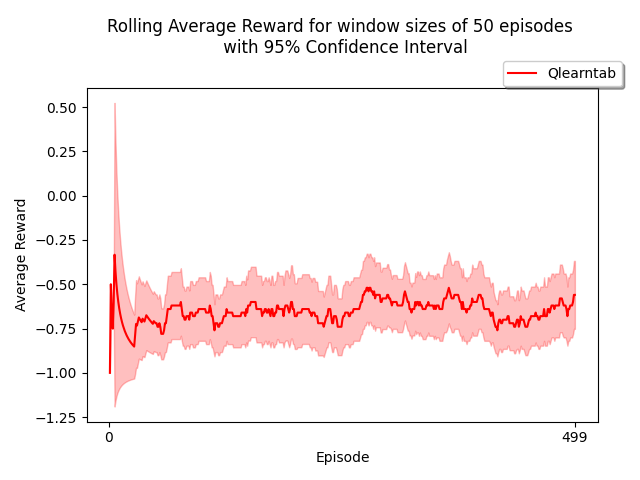 Rolling Average Reward for window sizes of 50 episodes
with 95% Confidence Interval
Qlearntab
0.50
0.25
0.00
−0.25
−0.50
−0.75
−1.00
−1.25
Average Reward
0
499
Episode